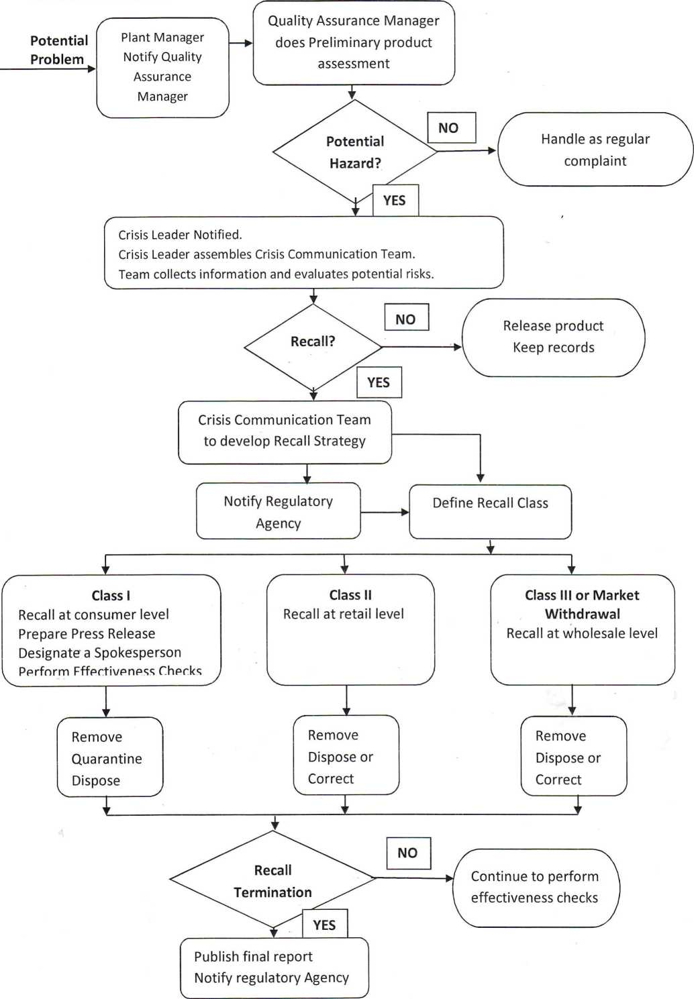 Potential
Problem
Plant Manager
Notify Quality
Assurance
Manager
Quality Assurance Manager
does Preliminary product
assessment
Potential
Hazard?
NO
Handle as regular
complaint
YES
Crisis Leader Notified.
Crisis Leader assembles Crisis Communication Team.
Team collects information and evaluates potential risks.
Recall?
NO
Release product
Keep records
YES
Crisis Communication Team
to develop Recall Strategy
Notify Regulatory
Agency
Define Recall Class
Class I
Recall at consumer level
Prepare Press Release
Designate a Spokesperson
Perform Effectiveness Checks
Class II
Recall at retail level
Class III or Market
Withdrawal
Recall at wholesale level
Remove
Quarantine
Dispose
Remove
Dispose or
Correct
Remove
Dispose or
Correct
Recall
Termination
NO
Continue to perform
effectiveness checks
YES
Publish final report
Notify regulatory Agency